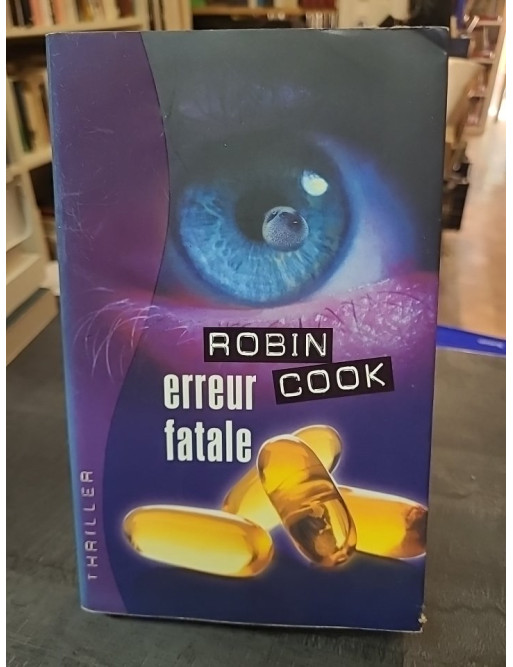 ROBIN
COOK
erreur
fatale
THRILLER